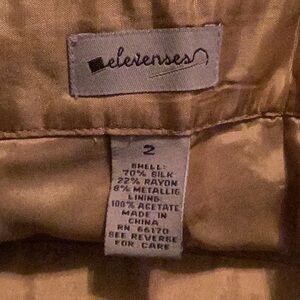 elevenses
2
SHELL:
70% SILK
22% RAYON
8% METALLIC
LINING:
100% ACETATE
MADE IN
CHINA
RN 66170
SEE REVERSE
FOR CARE